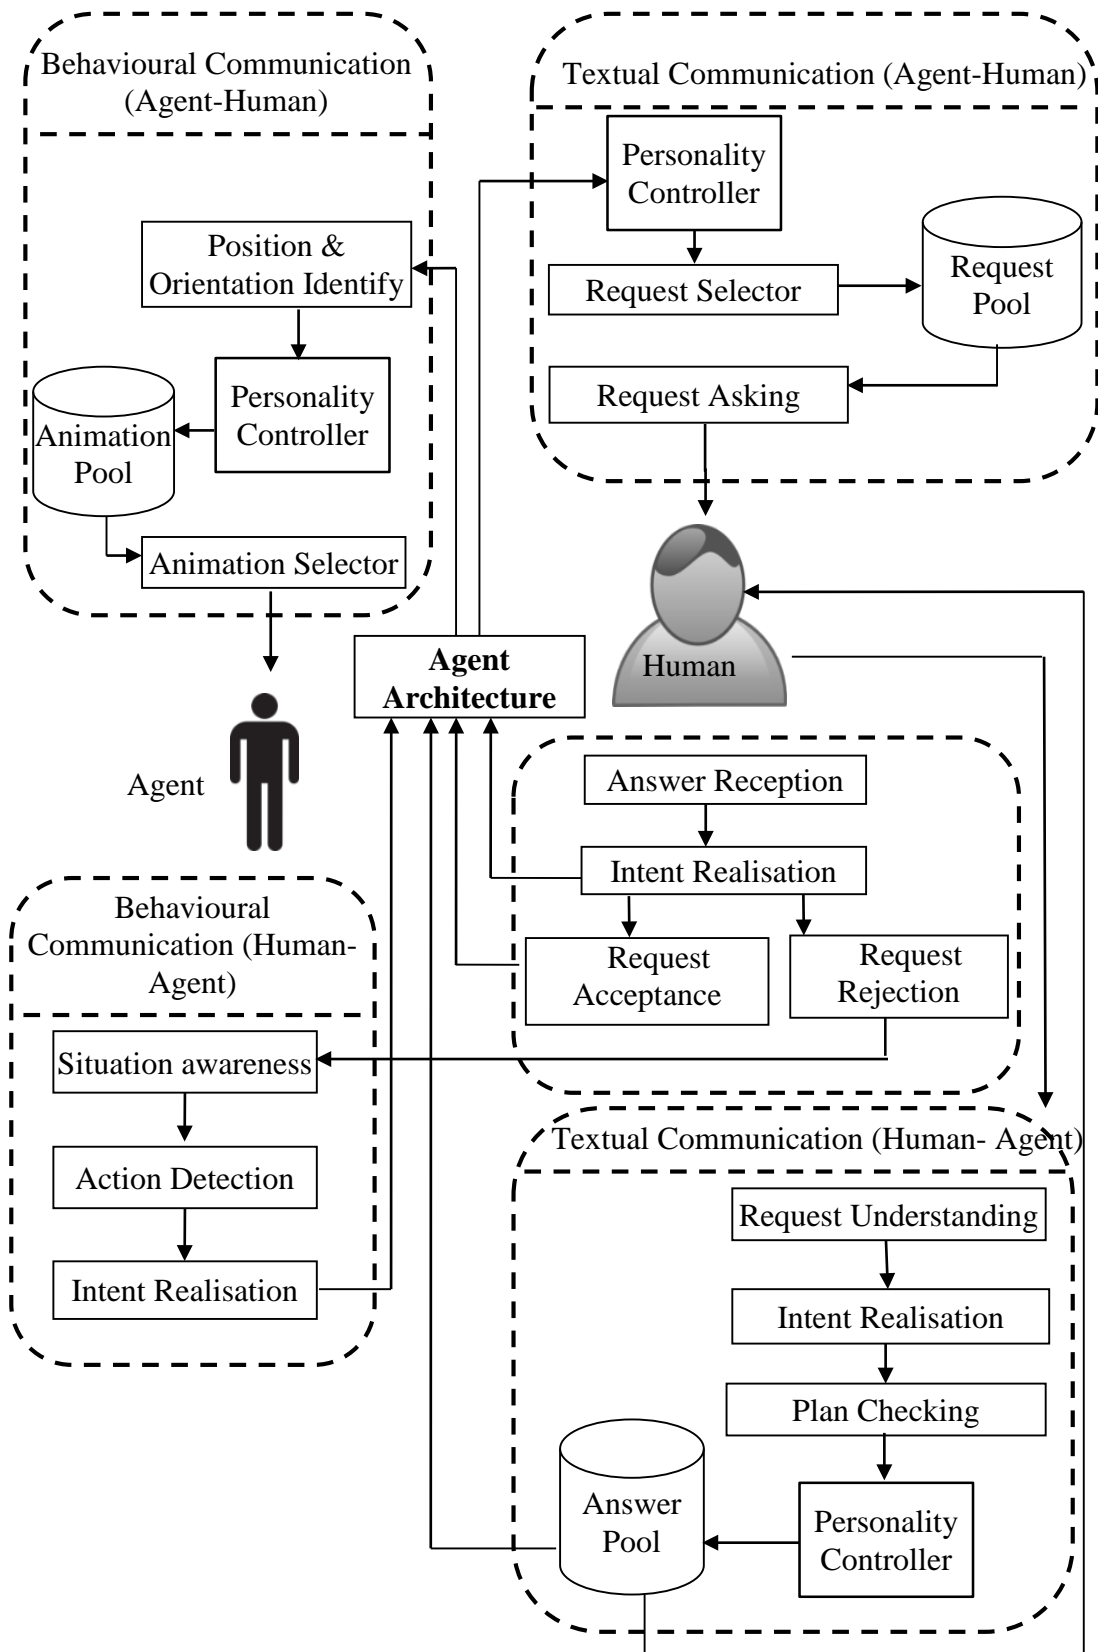 Behavioural Communication
(Agent-Human)
Position &
Orientation Identify
Personality
Controller
Animation
Pool
Animation Selector
Textual Communication (Agent-Human)
Personality
Controller
Request Selector
Request
Pool
Request Asking
Human
Agent
Architecture
Agent
Answer Reception
Intent Realisation
Request
Acceptance
Request
Rejection
Behavioural
Communication (Human-
Agent)
Situation awareness
Action Detection
Intent Realisation
Textual Communication (Human- Agent)
Request Understanding
Intent Realisation
Plan Checking
Personality
Controller
Answer
Pool